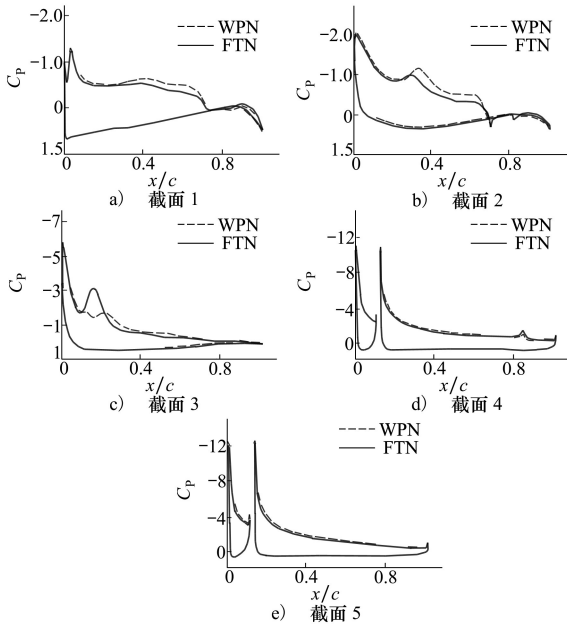 -2.0
-1.0
0
1.5
C_P
WPN
FTN
0 0.4 0.8
x/c
a） 截面 1
-2.0
-1.0
0
1.5
C_P
WPN
FTN
0 0.4 0.8
x/c
b） 截面 2
-7
-5
-3
-1
1
C_P
WPN
FTN
0 0.4 0.8
x/c
c） 截面 3
-12
-8
-4
0
C_P
WPN
FTN
0 0.4 0.8
x/c
d） 截面 4
-12
-8
-4
0
C_P
WPN
FTN
0 0.4 0.8
x/c
e） 截面 5